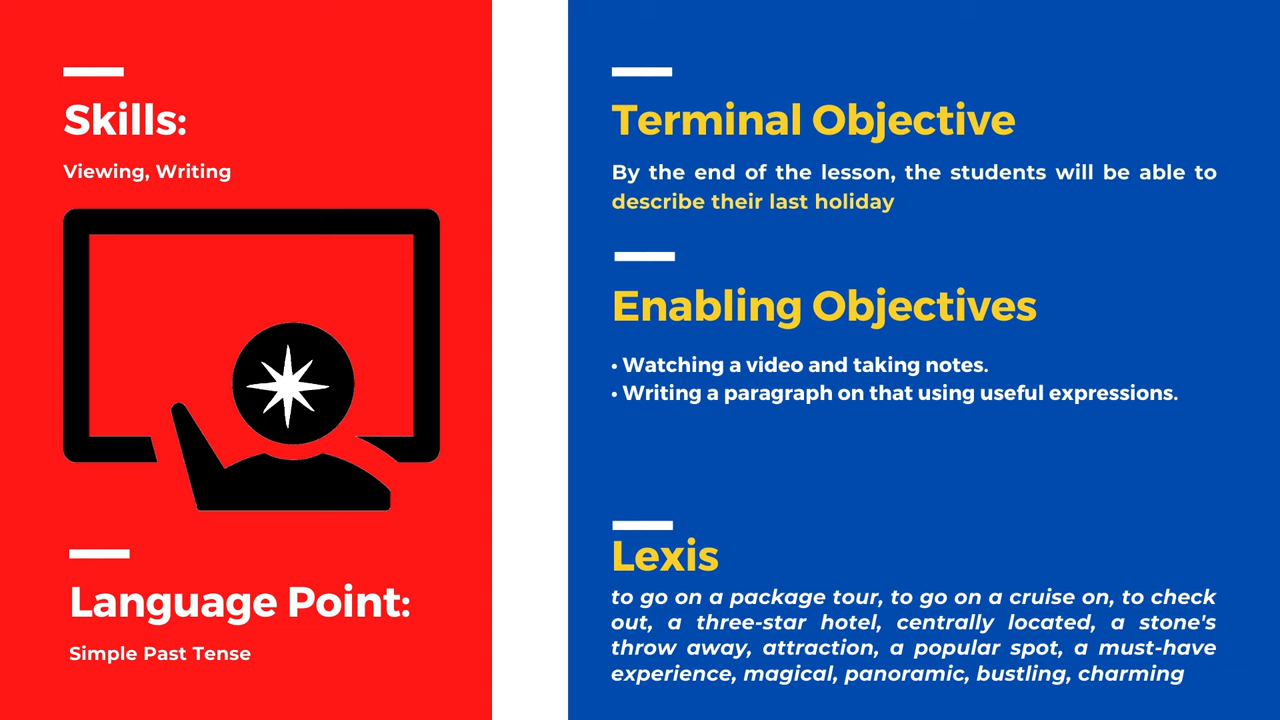 Skills:
Viewing, Writing
Language Point:
Simple Past Tense
Terminal Objective
By the end of the lesson, the students will be able to
describe their last holiday
Enabling Objectives
• Watching a video and taking notes.
• Writing a paragraph on that using useful expressions.
Lexis
to go on a package tour, to go on a cruise on, to check
out, a three-star hotel, centrally located, a stone's
throw away, attraction, a popular spot, a must-have
experience, magical, panoramic, bustling, charming